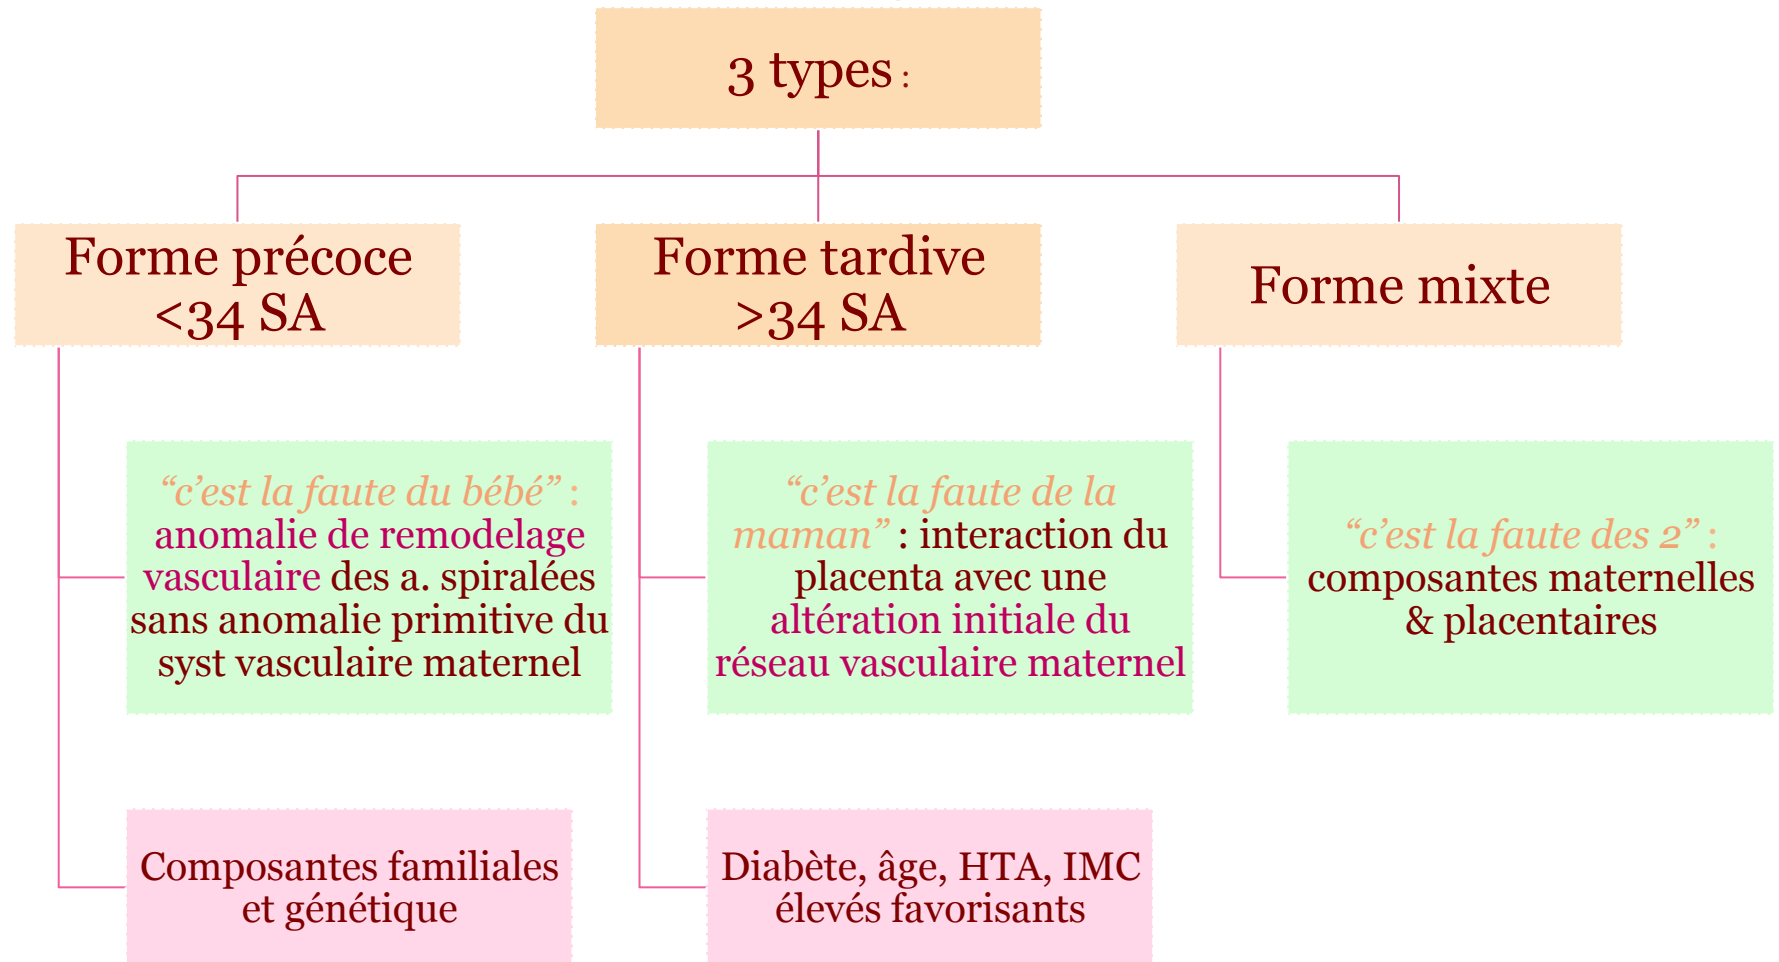 3 types :
Forme précoce
<34 SA
Forme tardive
>34 SA
Forme mixte
“c’est la faute du bébé” :
anomalie de remodelage
vasculaire des a. spiralées
sans anomalie primitive du
syst vasculaire maternel
“c’est la faute de la
maman” : interaction du
placenta avec une
altération initiale du
réseau vasculaire maternel
“c’est la faute des 2” :
composantes maternelles
& placentaires
Composantes familiales
et génétique
Diabète, âge, HTA, IMC
élevés favorisants